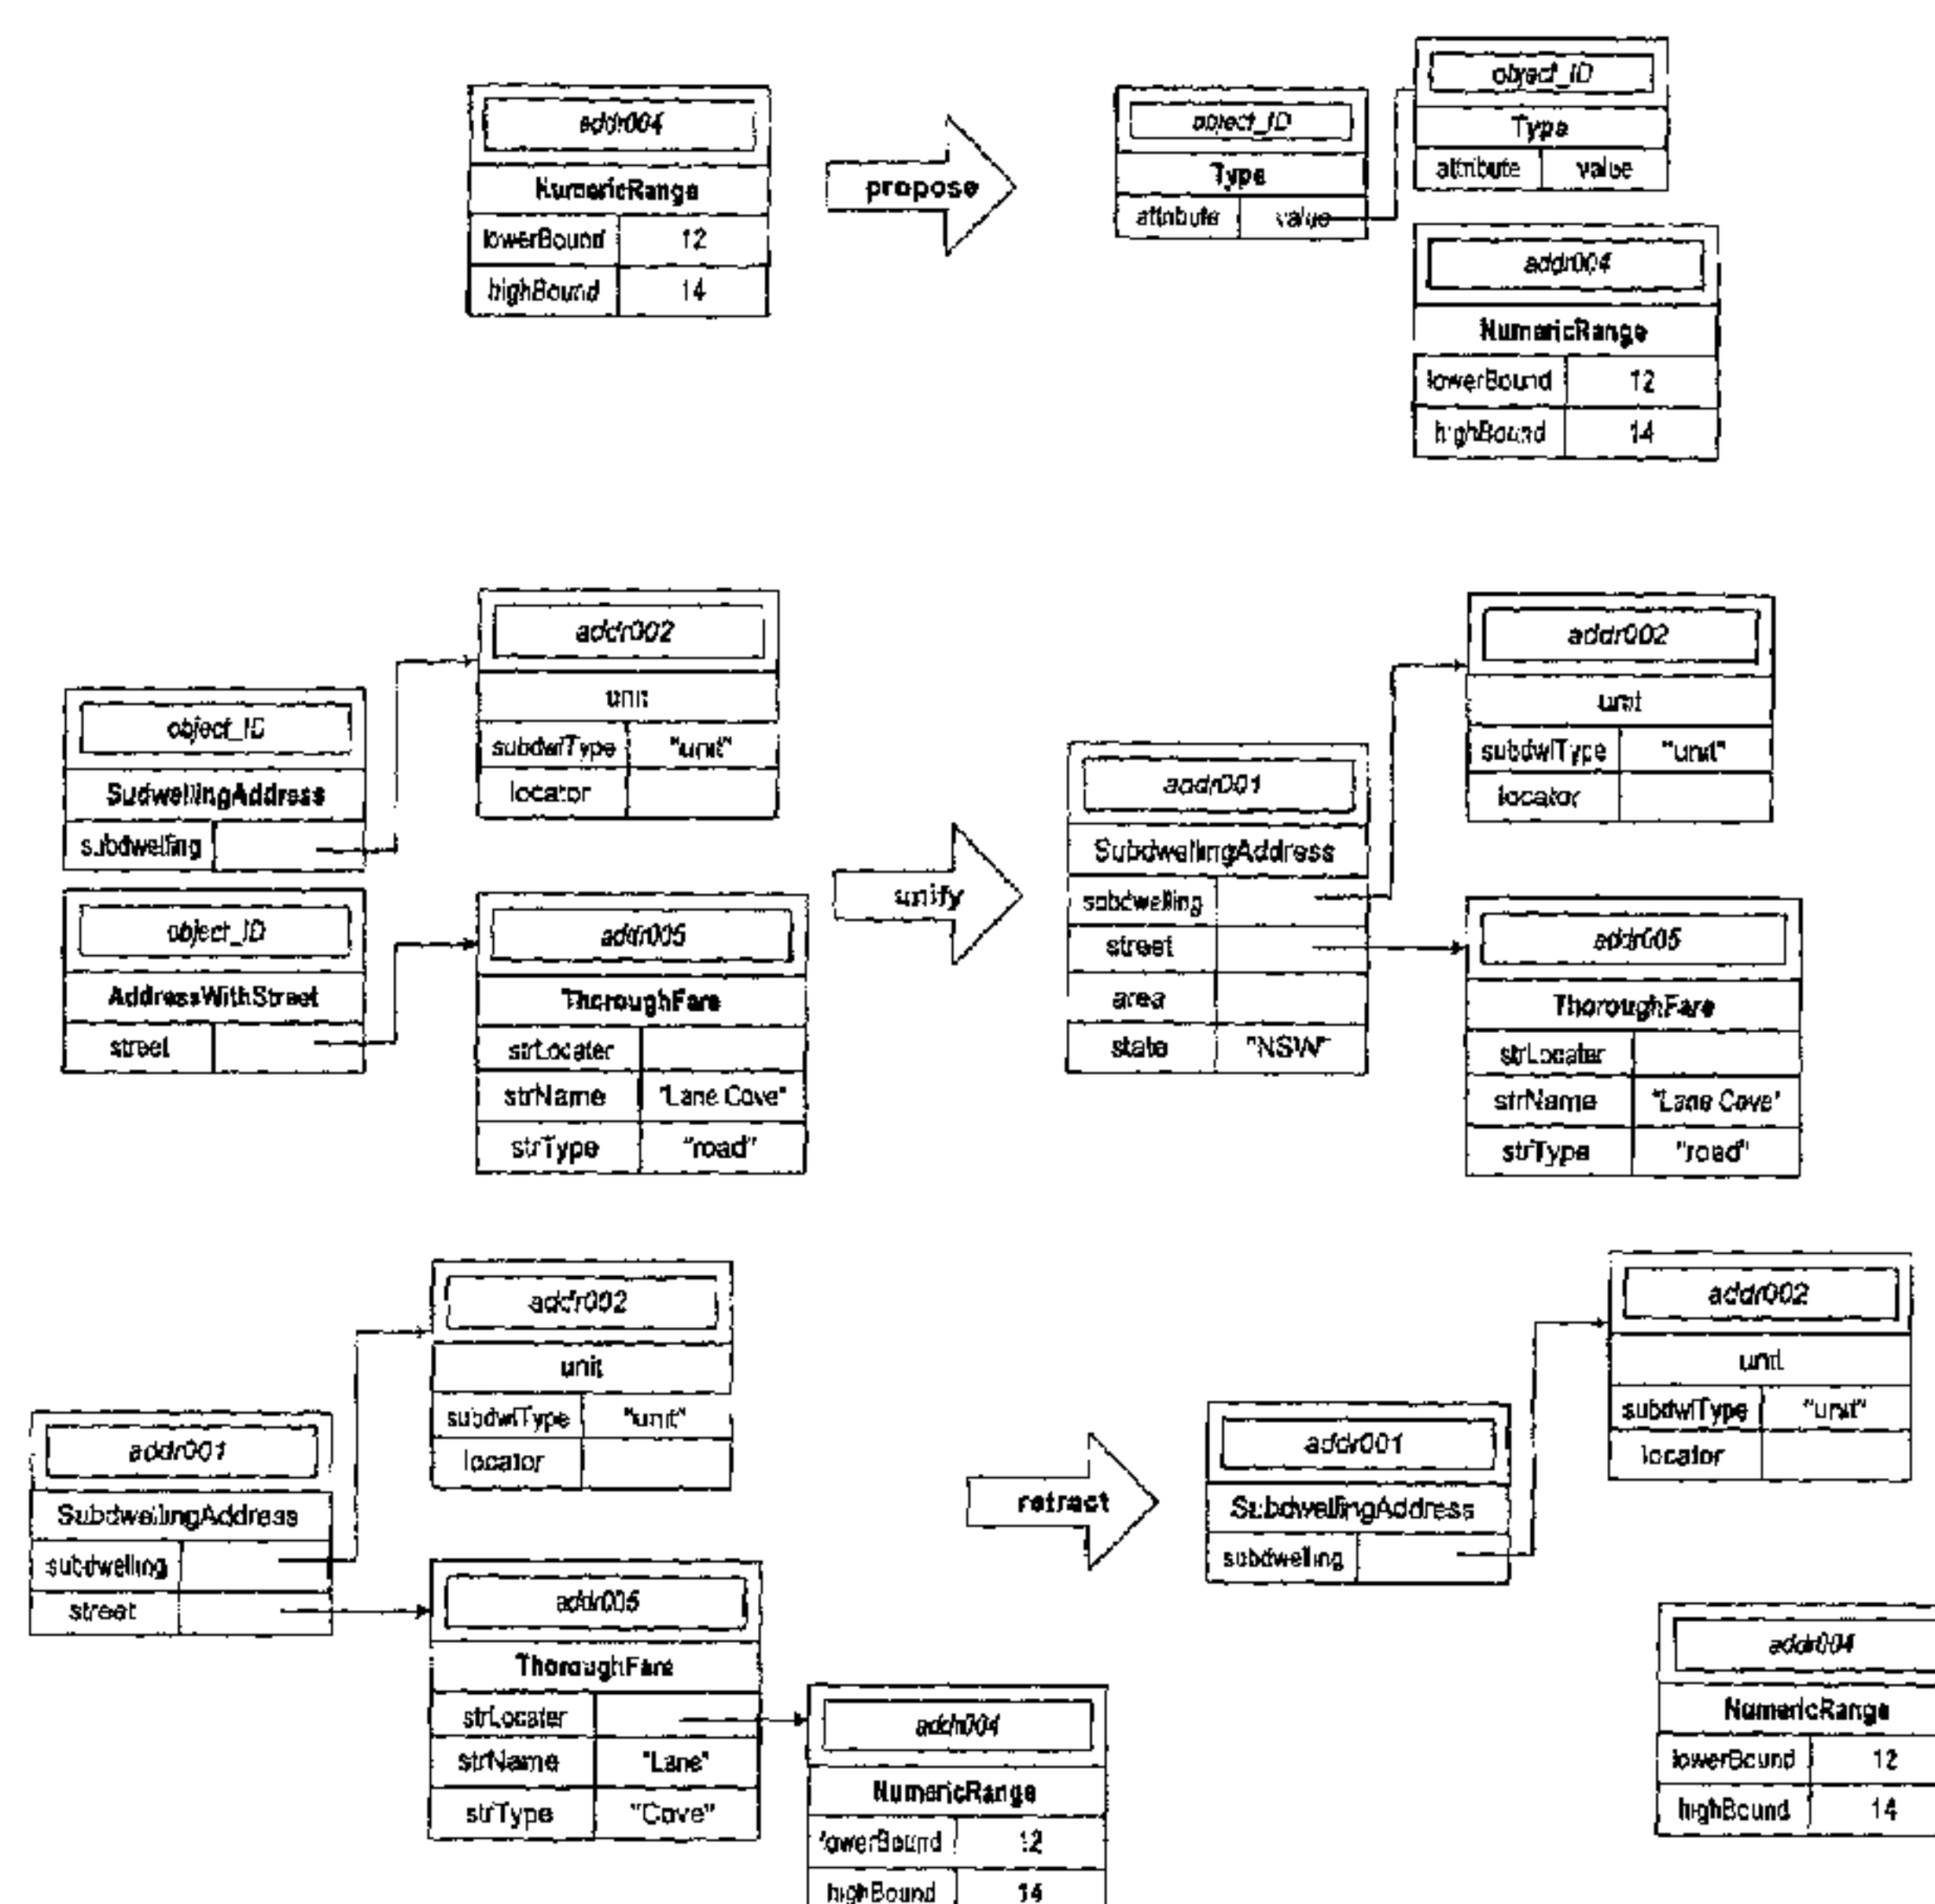 addr004
NumericRange
lowerBound 12
highBound 14
propose
object_ID
Type
attribute value
object_ID
Type
attribute value
addr004
NumericRange
lowerBound 12
highBound 14
object_ID
SudwellingAddress
subdwelling
addr002
unit
subdwlType "unit"
locator
object_ID
AddressWithStreet
street
addr005
ThoroughFare
strLocater
strName "Lane Cove"
strType "road"
unify
addr001
SubdwellingAddress
subdwelling
street
area
state "NSW"
addr002
unit
subdwlType "unit"
locator
addr005
ThoroughFare
strLocater
strName "Lane Cove"
strType "road"
addr001
SubdwellingAddress
subdwelling
street
addr002
unit
subdwlType "unit"
locator
addr005
ThoroughFare
strLocater
strName "Lane"
strType "Cove"
addr004
NumericRange
lowerBound 12
highBound 14
retract
addr001
SubdwellingAddress
subdwelling
addr002
unit
subdwlType "unit"
locator
addr004
NumericRange
lowerBound 12
highBound 14